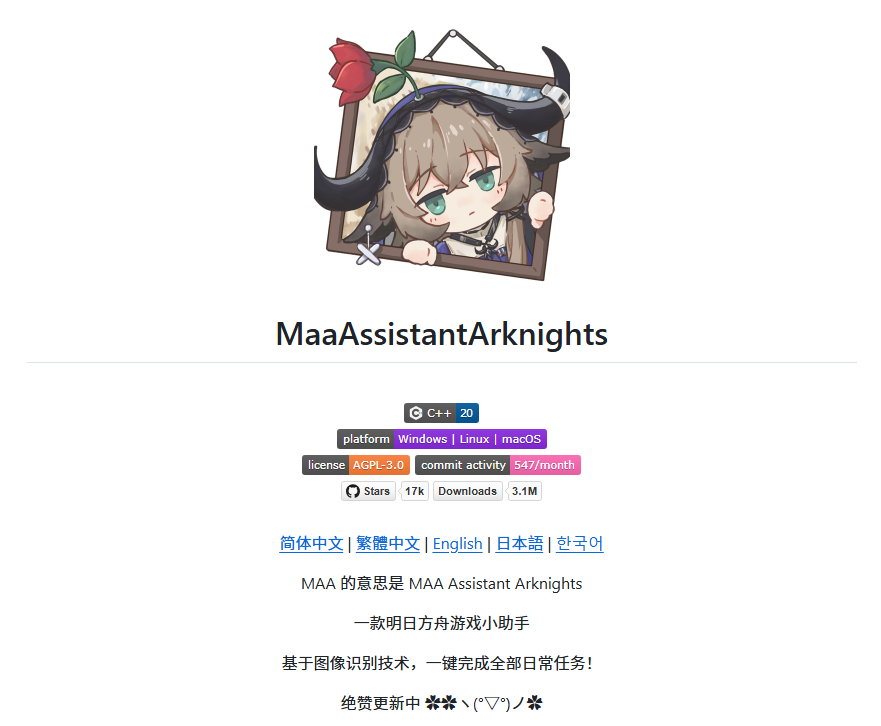 MaaAssistantArknights
C++ 20
platform Windows | Linux | macOS
license AGPL-3.0 commit activity 547/month
Stars 17k Downloads 3.1M
简体中文 | 繁體中文 | English | 日本語 | 한국어
MAA 的意思是 MAA Assistant Arknights
一款明日方舟游戏小助手
基于图像识别技术，一键完成全部日常任务！
绝赞更新中 ✿✿ヽ(°▽°)ノ✿